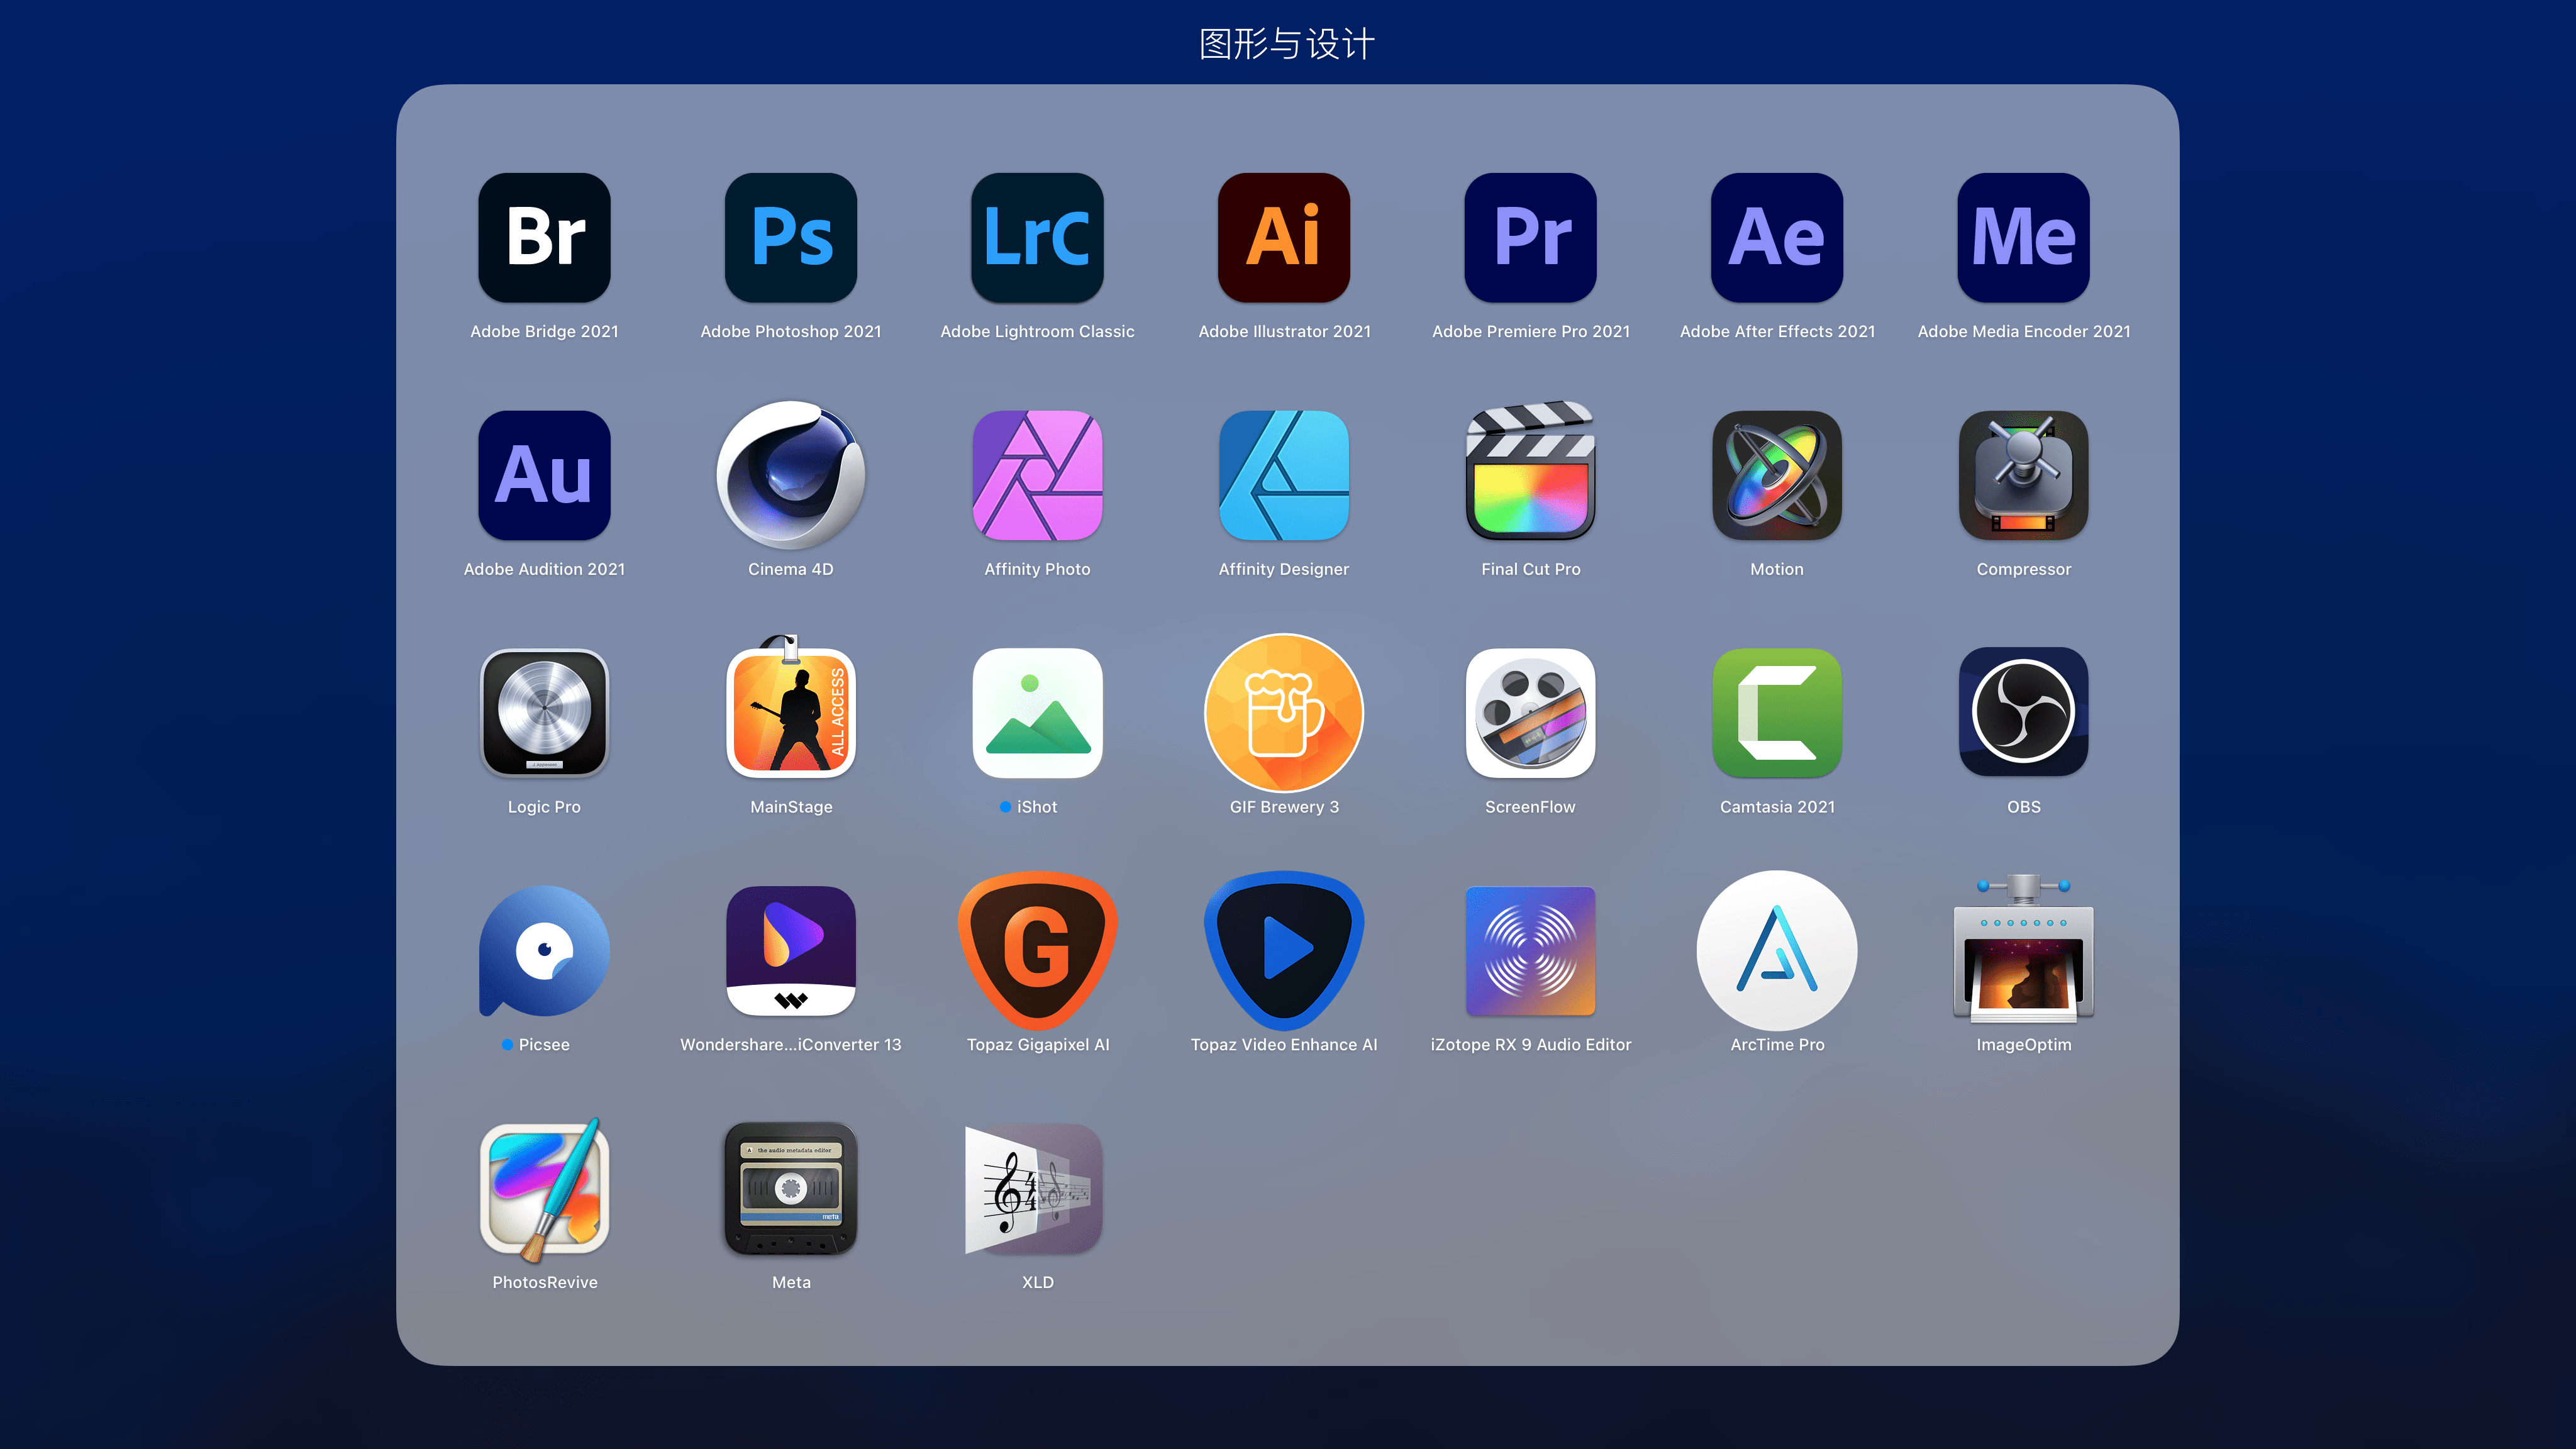 图形与设计
Br
Ps
LrC
Ai
Pr
Ae
Me
Adobe Bridge 2021
Adobe Photoshop 2021
Adobe Lightroom Classic
Adobe Illustrator 2021
Adobe Premiere Pro 2021
Adobe After Effects 2021
Adobe Media Encoder 2021
Au
Adobe Audition 2021
Cinema 4D
Affinity Photo
Affinity Designer
Final Cut Pro
Motion
Compressor
ALL ACCESS
Logic Pro
MainStage
iShot
GIF Brewery 3
ScreenFlow
Camtasia 2021
OBS
G
Picsee
Wondershare...iConverter 13
Topaz Gigapixel AI
Topaz Video Enhance AI
iZotope RX 9 Audio Editor
ArcTime Pro
ImageOptim
A the audio metadata editor
meta
PhotosRevive
Meta
XLD